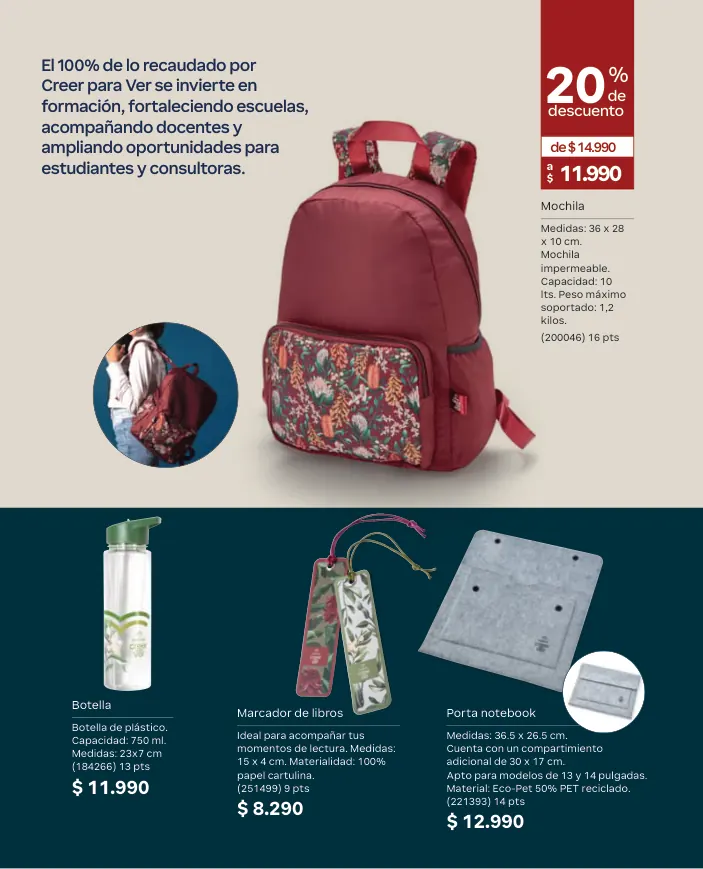 El 100% de lo recaudado por
Creer para Ver se invierte en
formación, fortaleciendo escuelas,
acompañando docentes y
ampliando oportunidades para
estudiantes y consultoras.
20%
de
descuento
de $ 14.990
a $ 11.990
Mochila
Medidas: 36 x 28
x 10 cm.
Mochila
impermeable.
Capacidad: 10
lts. Peso máximo
soportado: 1,2
kilos.
(200046) 16 pts
Botella
Botella de plástico.
Capacidad: 750 ml.
Medidas: 23x7 cm
(184266) 13 pts
$ 11.990
Marcador de libros
Ideal para acompañar tus
momentos de lectura. Medidas:
15 x 4 cm. Materialidad: 100%
papel cartulina.
(251499) 9 pts
$ 8.290
Porta notebook
Medidas: 36.5 x 26.5 cm.
Cuenta con un compartimiento
adicional de 30 x 17 cm.
Apto para modelos de 13 y 14 pulgadas.
Material: Eco-Pet 50% PET reciclado.
(221393) 14 pts
$ 12.990